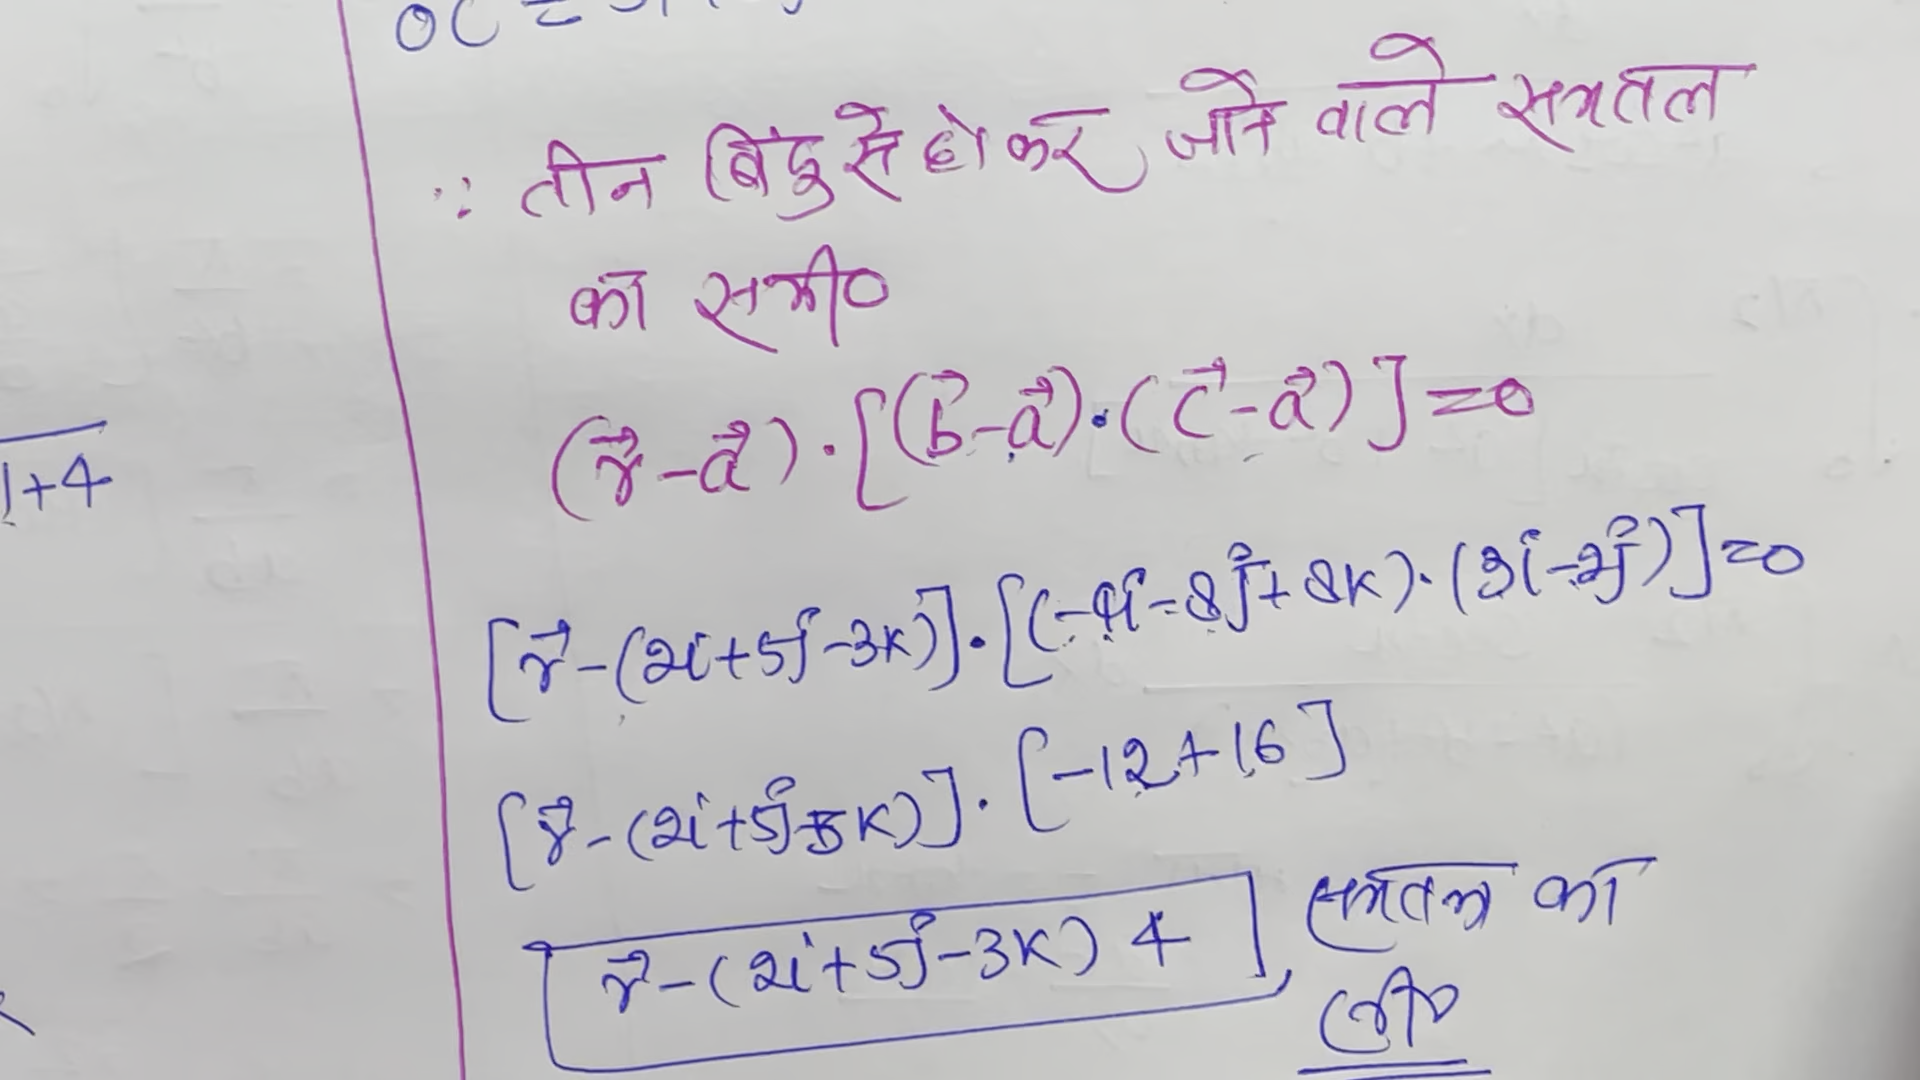 OC =
1+4
∵ तीन बिंदु से होकर जाने वाले समतल
का समी०
(r⃗-a⃗)·[(b⃗-a⃗)·(c⃗-a⃗)]=0
[r⃗-(2i+5j-3k)]·[(-4i-8j+8k)·(3i-2j)]=0
[r⃗-(2i+5j-3k)]·[-12+16]
r⃗-(2i+5j-3k) 4 समतल का
समी०